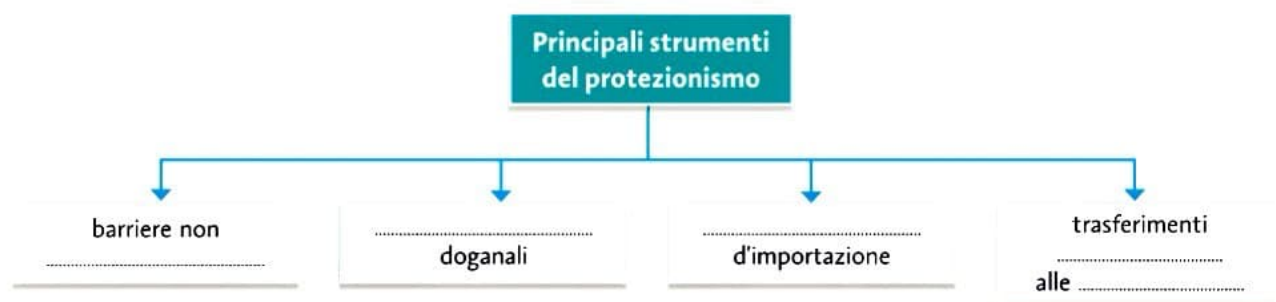 Principali strumenti
del protezionismo
barriere non
................................................
................................................
doganali
................................................
d'importazione
trasferimenti
....................................
alle ....................................